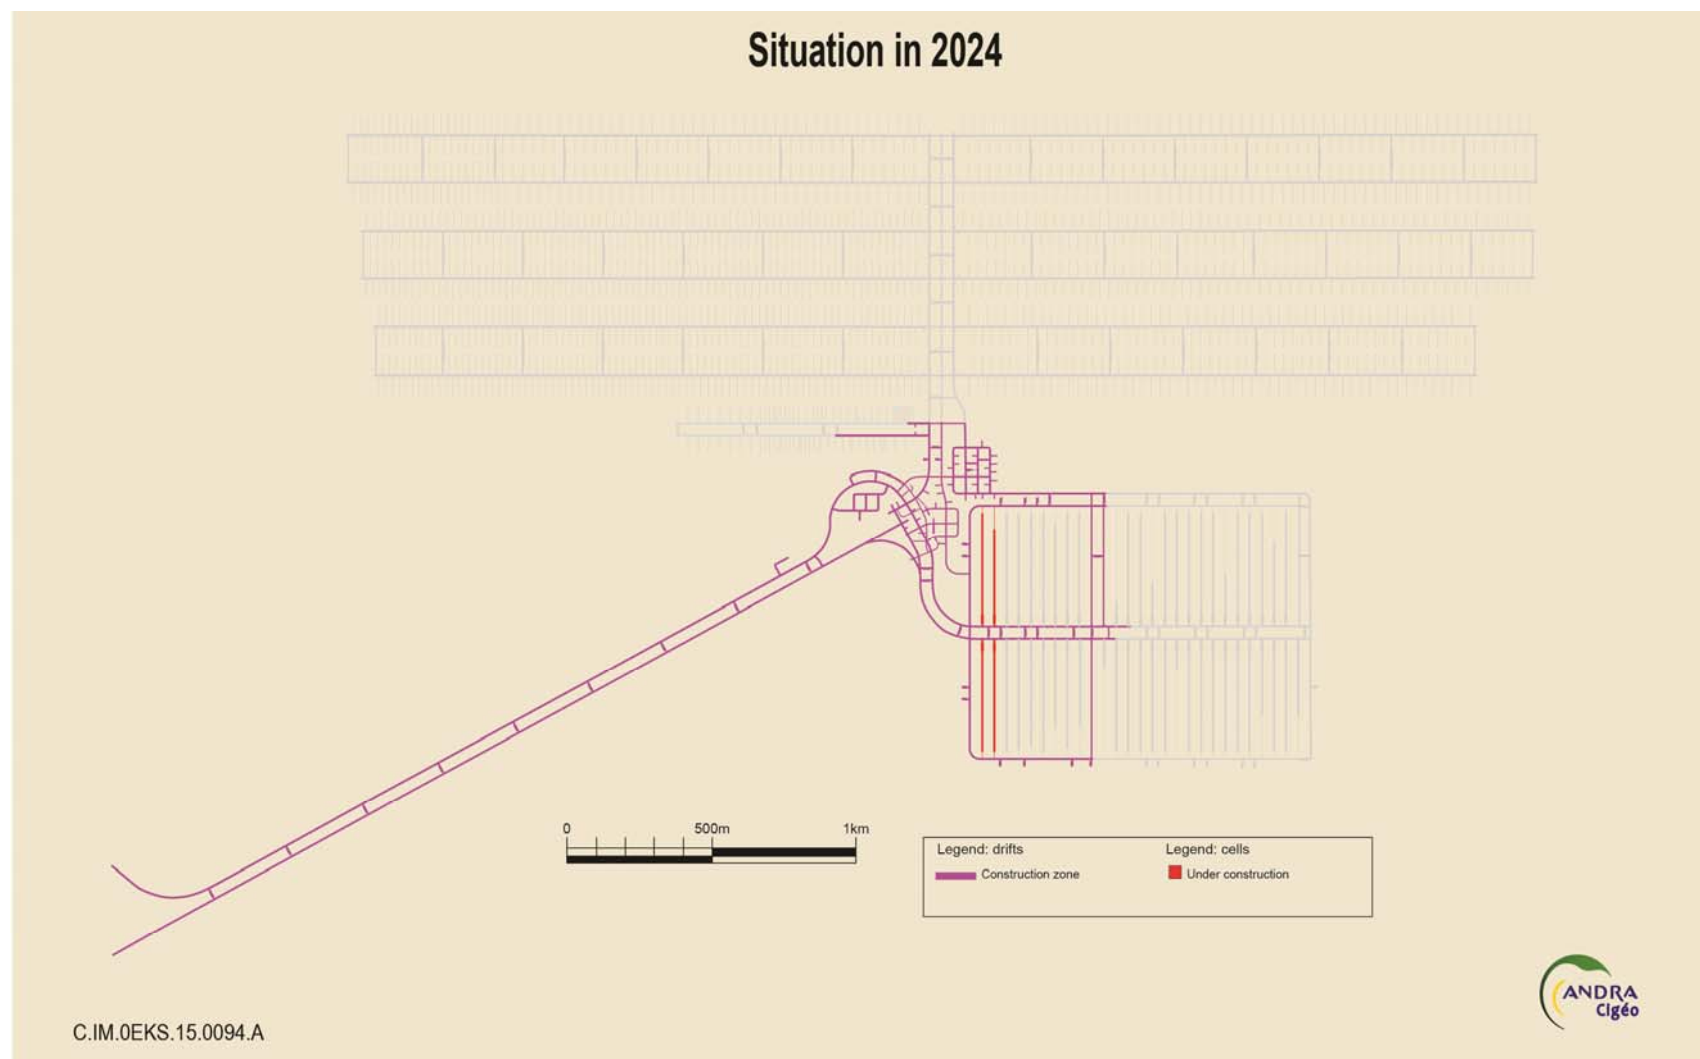 Situation in 2024
0 500m 1km
Legend: drifts Legend: cells
Construction zone Under construction
ANDRA
Cigéo
C.IM.0EKS.15.0094.A